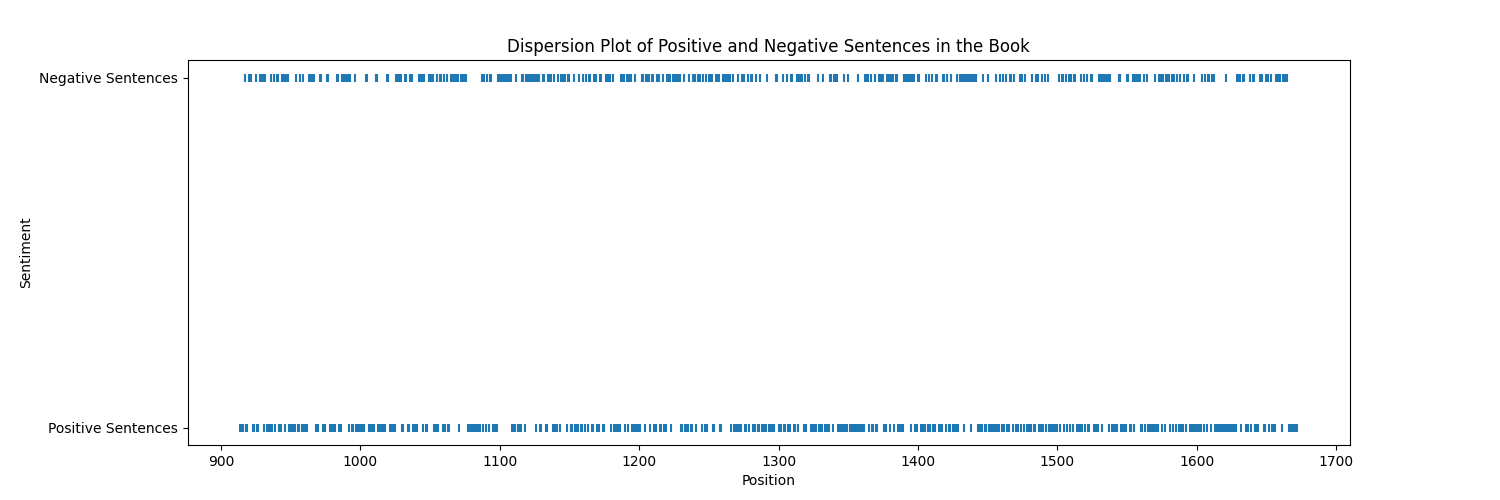 Dispersion Plot of Positive and Negative Sentences in the Book
Negative Sentences
Sentiment
Positive Sentences
900 1000 1100 1200 1300 1400 1500 1600 1700
Position